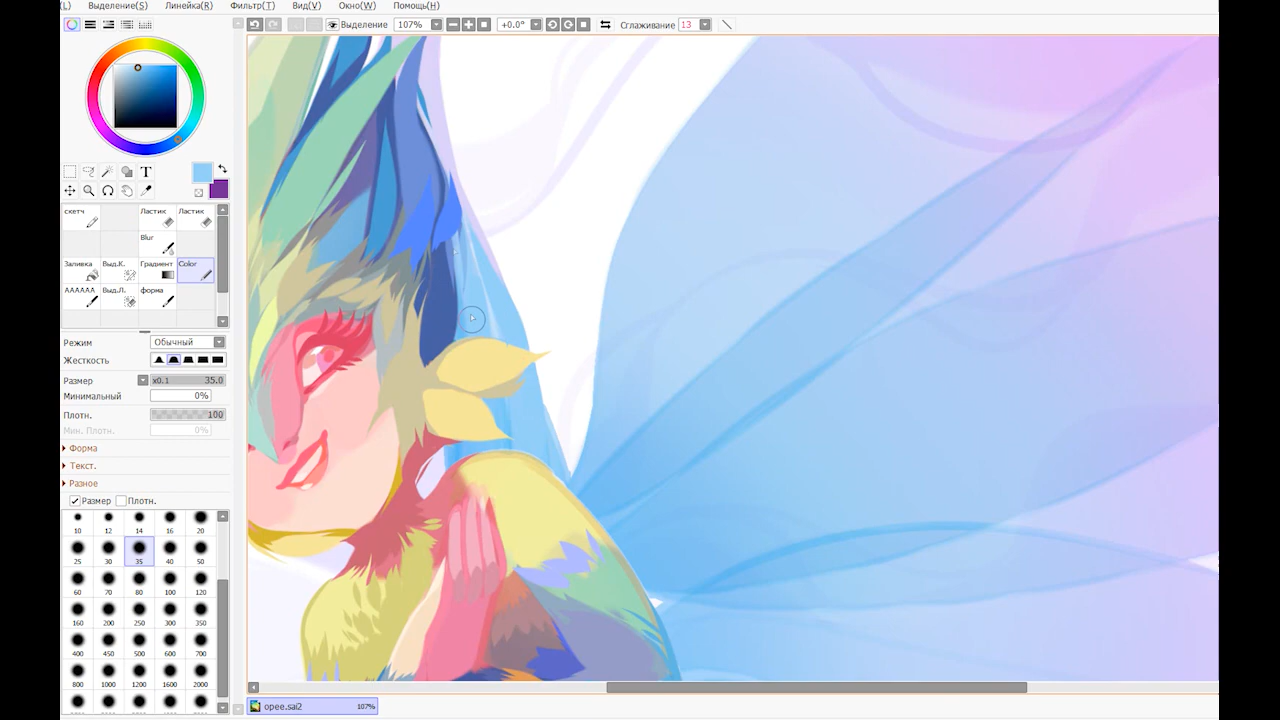 (L) Выделение(S) Линейка(R) Фильтр(T) Вид(V) Окно(W) Помощь(H)
Выделение 107% +0.0° Сглаживание 13
T
скетч Ластик Ластик
Blur
Заливка Выд.К. Градиент Color
АААААА Выд.Л. форма
Режим Обычный
Жесткость
Размер x0.1 35.0
Минимальный 0%
Плотн. 100
Мин. Плотн. 0%
Форма
Текст.
Разное
Размер Плотн.
10 12 14 16 20
25 30 35 40 50
60 70 80 100 120
160 200 250 300 350
400 450 500 600 700
800 1000 1200 1600 2000
opee.sai2 107%